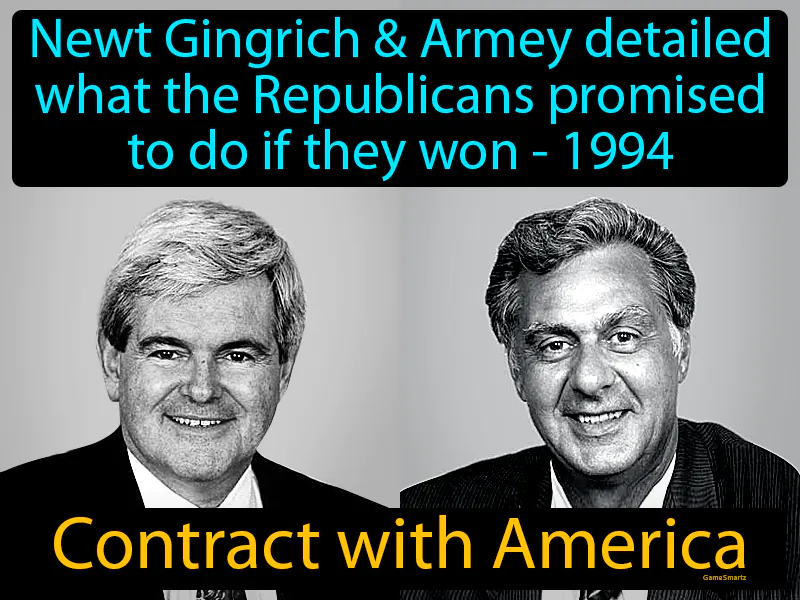 Newt Gingrich & Armey detailed
what the Republicans promised
to do if they won - 1994
Contract with America
GameSmartz